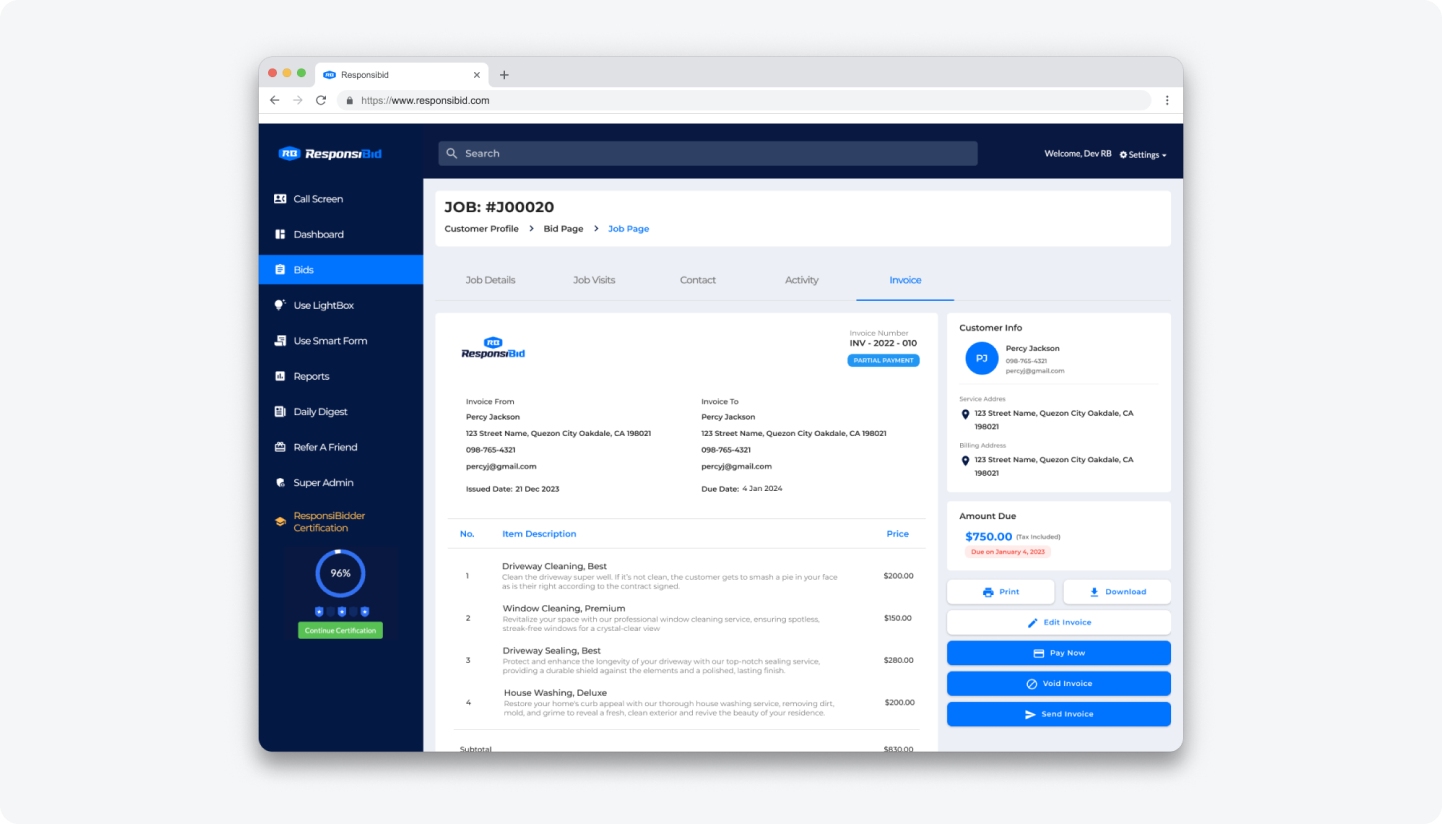 Responsibid
https://www.responsibid.com
RB ResponsiBid
Search
Welcome, Dev RB
Settings
Call Screen
Dashboard
Bids
Use LightBox
Use Smart Form
Reports
Daily Digest
Refer A Friend
Super Admin
ResponsiBidder
Certification
96%
Continue Certification
JOB: #J00020
Customer Profile > Bid Page > Job Page
Job Details
Job Visits
Contact
Activity
Invoice
RB
ResponsiBid
Invoice Number
INV - 2022 - 010
PARTIAL PAYMENT
Invoice From
Percy Jackson
123 Street Name, Quezon City Oakdale, CA 198021
098-765-4321
percyj@gmail.com
Issued Date: 21 Dec 2023
Invoice To
Percy Jackson
123 Street Name, Quezon City Oakdale, CA 198021
098-765-4321
percyj@gmail.com
Due Date: 4 Jan 2024
No. Item Description Price
1 Driveway Cleaning, Best $200.00
Clean the driveway super well. If it's not clean, the customer gets to smash a pie in your face
as is their right according to the contract signed.
2 Window Cleaning, Premium $150.00
Revitalize your space with our professional window cleaning service, ensuring spotless,
streak-free windows for a crystal-clear view
3 Driveway Sealing, Best $280.00
Protect and enhance the longevity of your driveway with our top-notch sealing service,
providing a durable shield against the elements and a polished, lasting finish.
4 House Washing, Deluxe $200.00
Restore your home's curb appeal with our thorough house washing service, removing dirt,
mold, and grime to reveal a fresh, clean exterior and revive the beauty of your residence.
Subtotal $830.00
Customer Info
PJ
Percy Jackson
098-765-4321
percyj@gmail.com
Service Addres
123 Street Name, Quezon City Oakdale, CA
198021
Billing Address
123 Street Name, Quezon City Oakdale, CA
198021
Amount Due
$750.00 (Tax Included)
Due on January 4, 2023
Print
Download
Edit Invoice
Pay Now
Void Invoice
Send Invoice